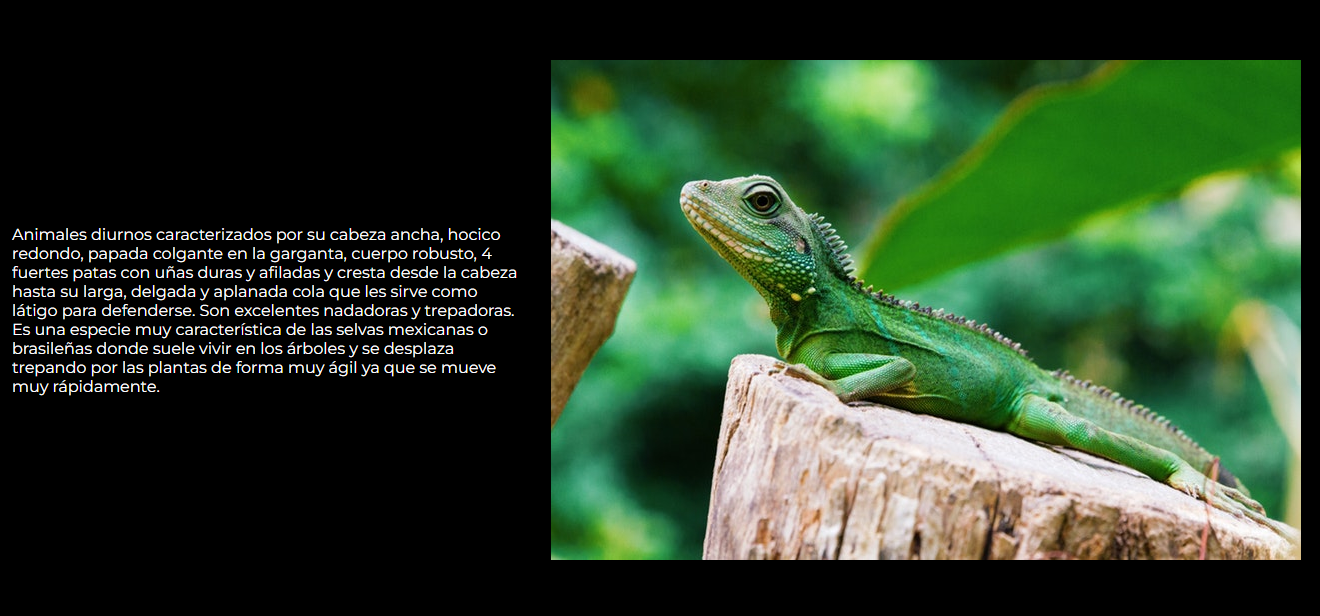 Animales diurnos caracterizados por su cabeza ancha, hocico
redondo, papada colgante en la garganta, cuerpo robusto, 4
fuertes patas con uñas duras y afiladas y cresta desde la cabeza
hasta su larga, delgada y aplanada cola que les sirve como
látigo para defenderse. Son excelentes nadadoras y trepadoras.
Es una especie muy característica de las selvas mexicanas o
brasileñas donde suele vivir en los árboles y se desplaza
trepando por las plantas de forma muy ágil ya que se mueve
muy rápidamente.